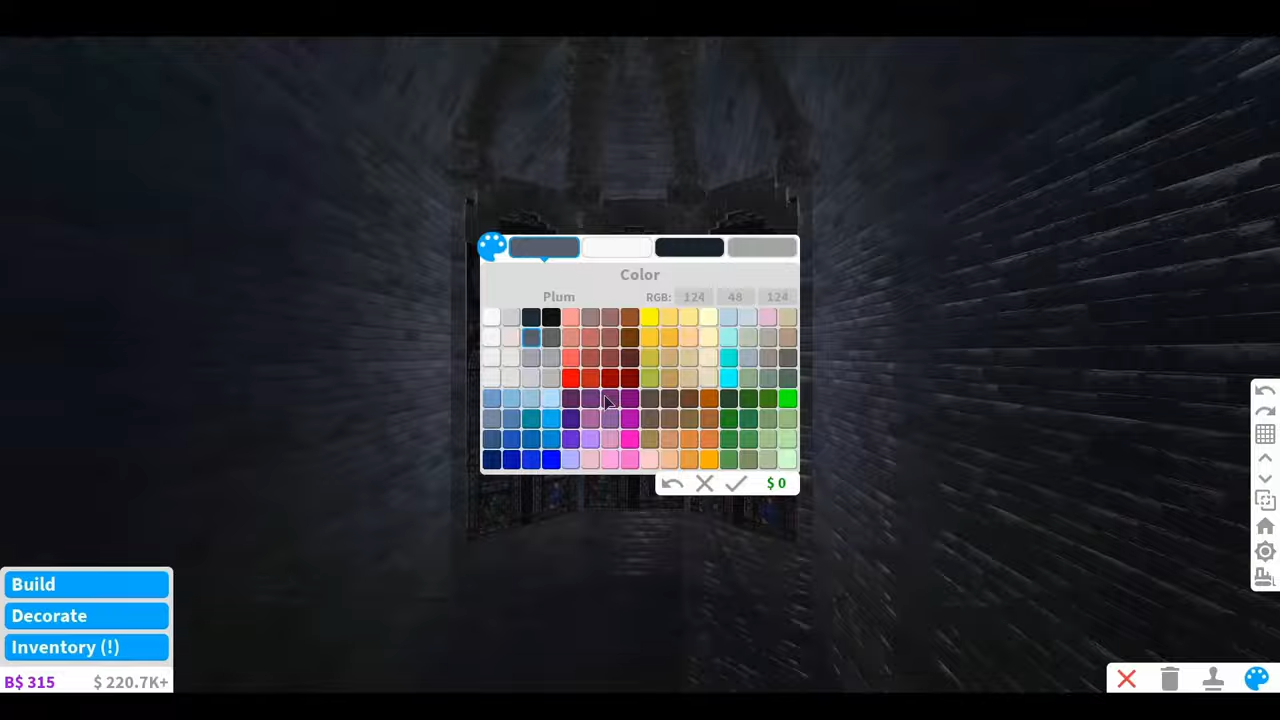 Color
Plum
RGB: 124 48 124
$ 0
Build
Decorate
Inventory (!)
B$ 315 $ 220.7K+